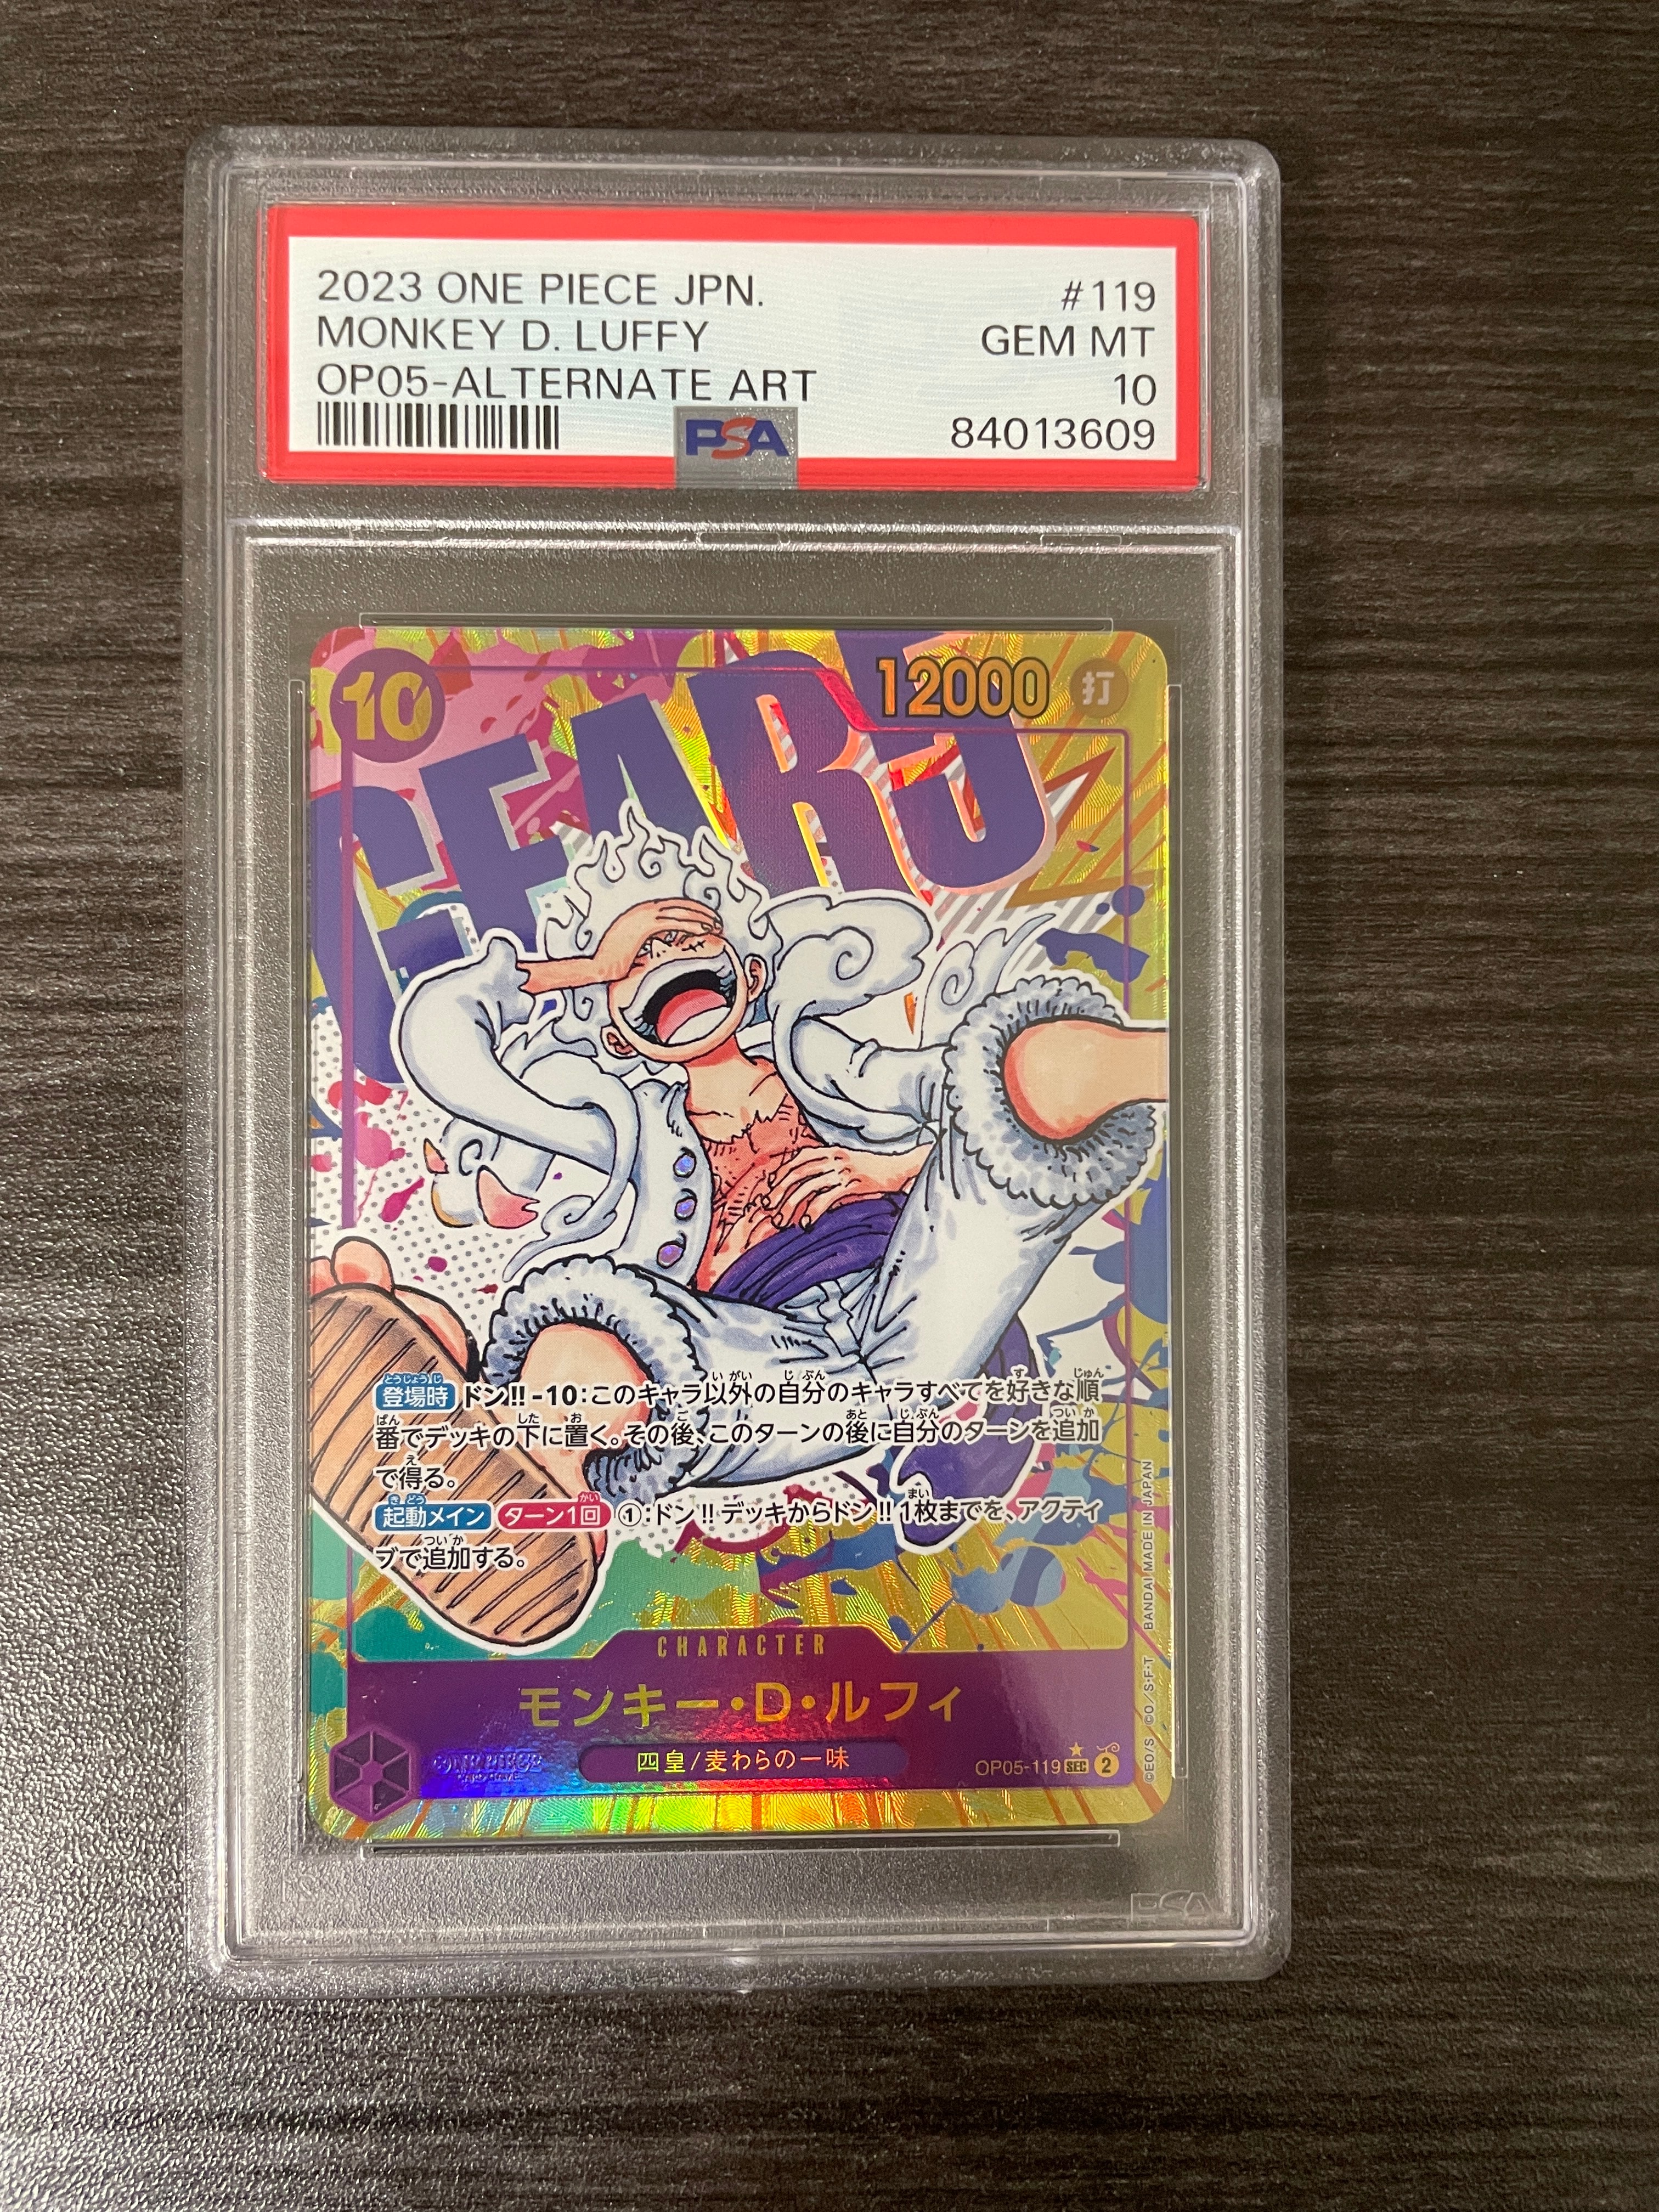 2023 ONE PIECE JPN.
MONKEY D. LUFFY
OP05-ALTERNATE ART
#119
GEM MT
10
84013609
PSA
10
12000
打
GEAR5
登場時 ドン!!-10:このキャラ以外の自分のキャラすべてを好きな順
番でデッキの下に置く。その後、このターンの後に自分のターンを追加
で得る。
起動メイン ターン1回 ①:ドン!!デッキからドン!!1枚までを、アクティ
ブで追加する。
CHARACTER
モンキー・D・ルフィ
ONE PIECE
CARD GAME
四皇/麦わらの一味
OP05-119 SEC 2
©EO/S ©O/S・F・T BANDAI MADE IN JAPAN
PSA